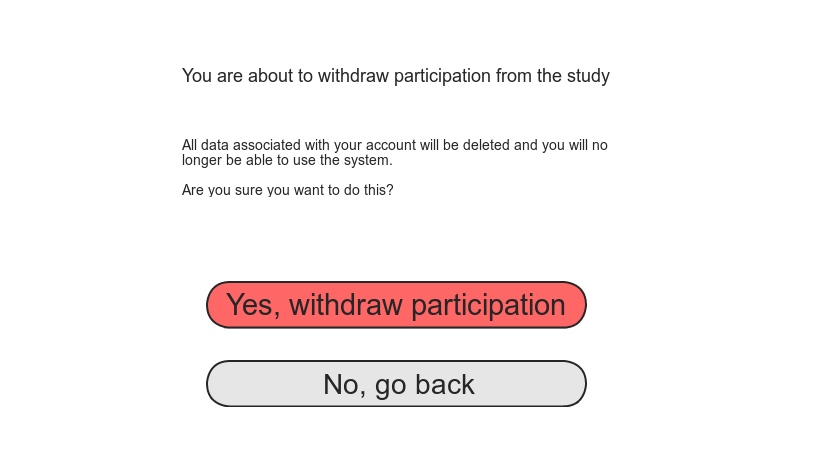 You are about to withdraw participation from the study
All data associated with your account will be deleted and you will no
longer be able to use the system.
Are you sure you want to do this?
Yes, withdraw participation
No, go back